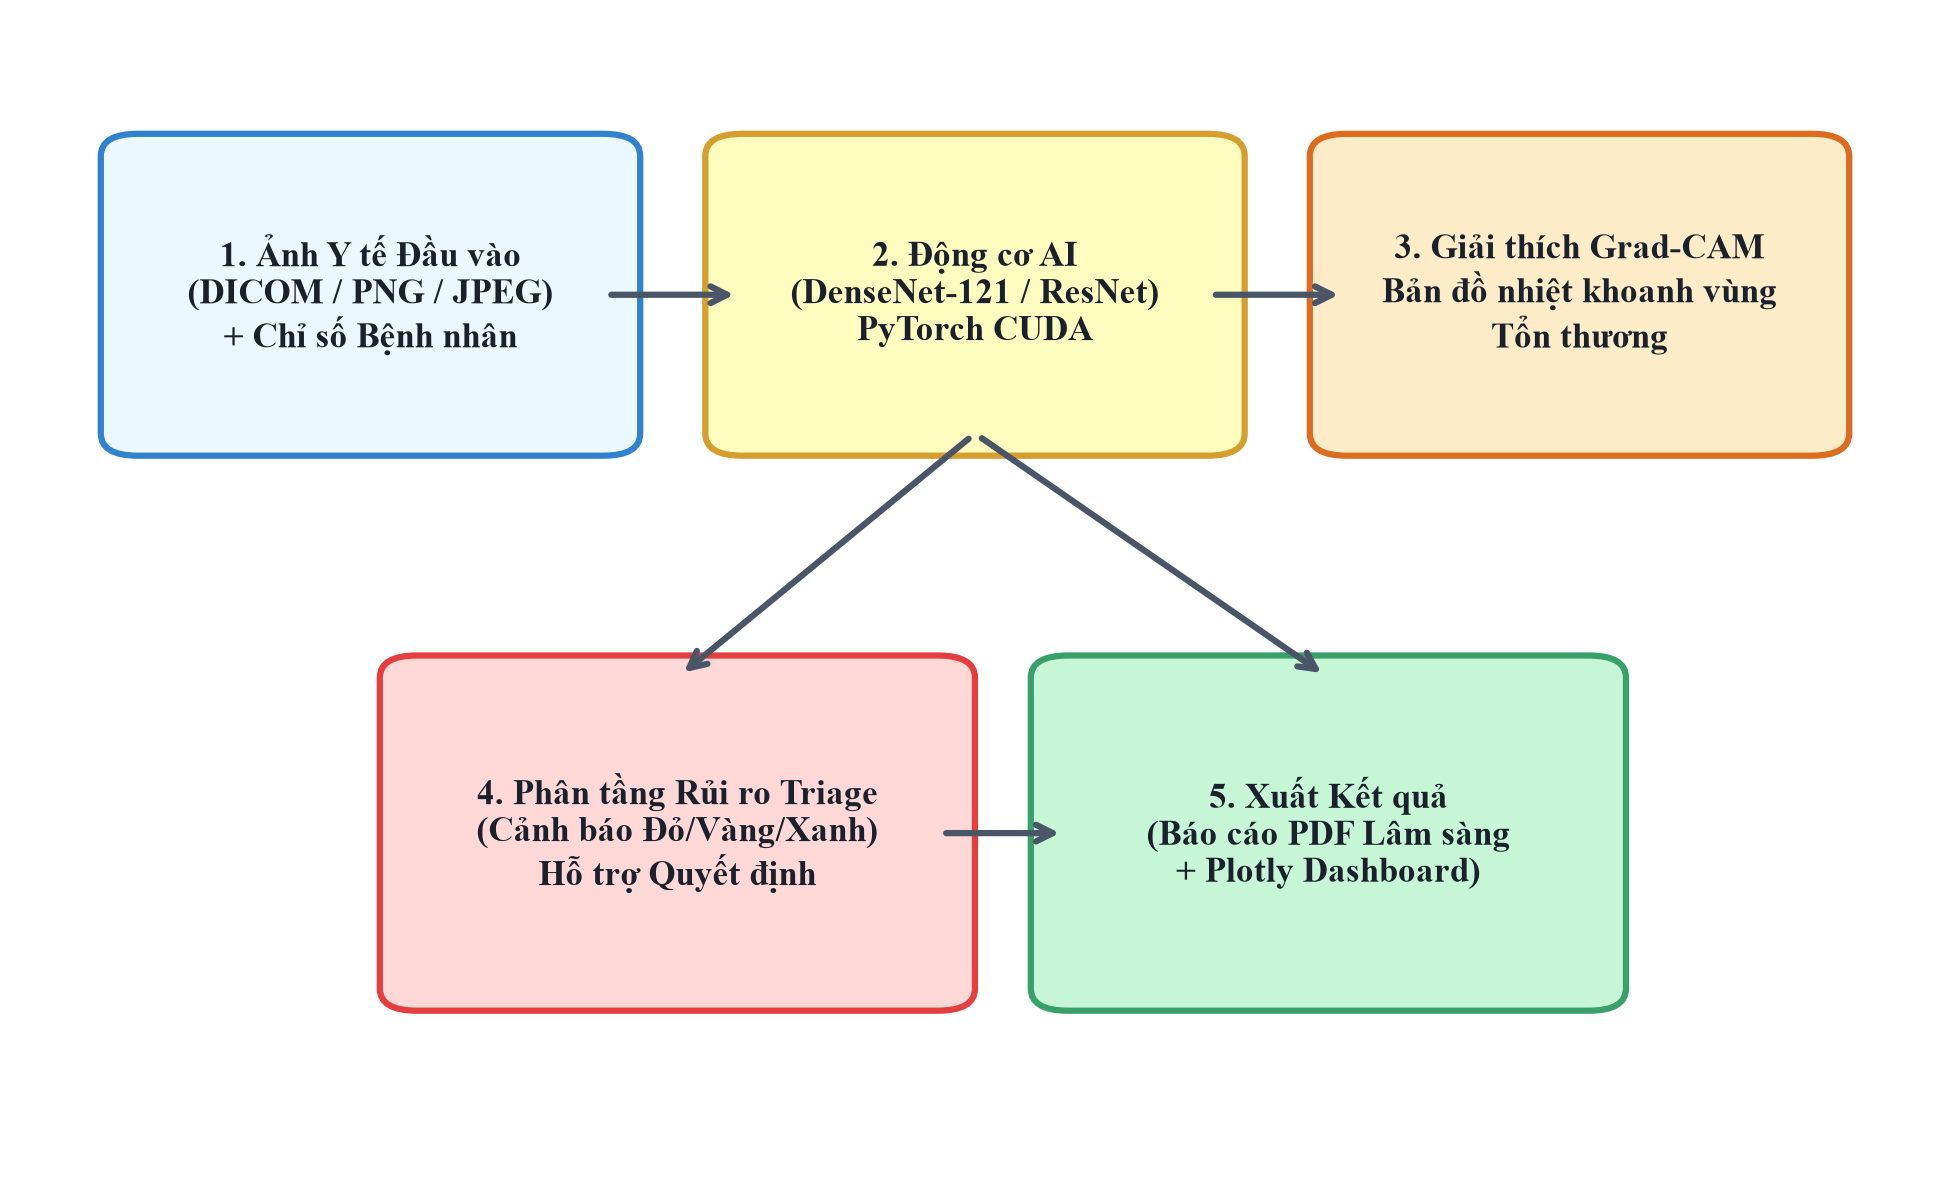 1. Ảnh Y tế Đầu vào
(DICOM / PNG / JPEG)
+ Chỉ số Bệnh nhân
2. Động cơ AI
(DenseNet-121 / ResNet)
PyTorch CUDA
3. Giải thích Grad-CAM
Bản đồ nhiệt khoanh vùng
Tổn thương
4. Phân tầng Rủi ro Triage
(Cảnh báo Đỏ/Vàng/Xanh)
Hỗ trợ Quyết định
5. Xuất Kết quả
(Báo cáo PDF Lâm sàng
+ Plotly Dashboard)